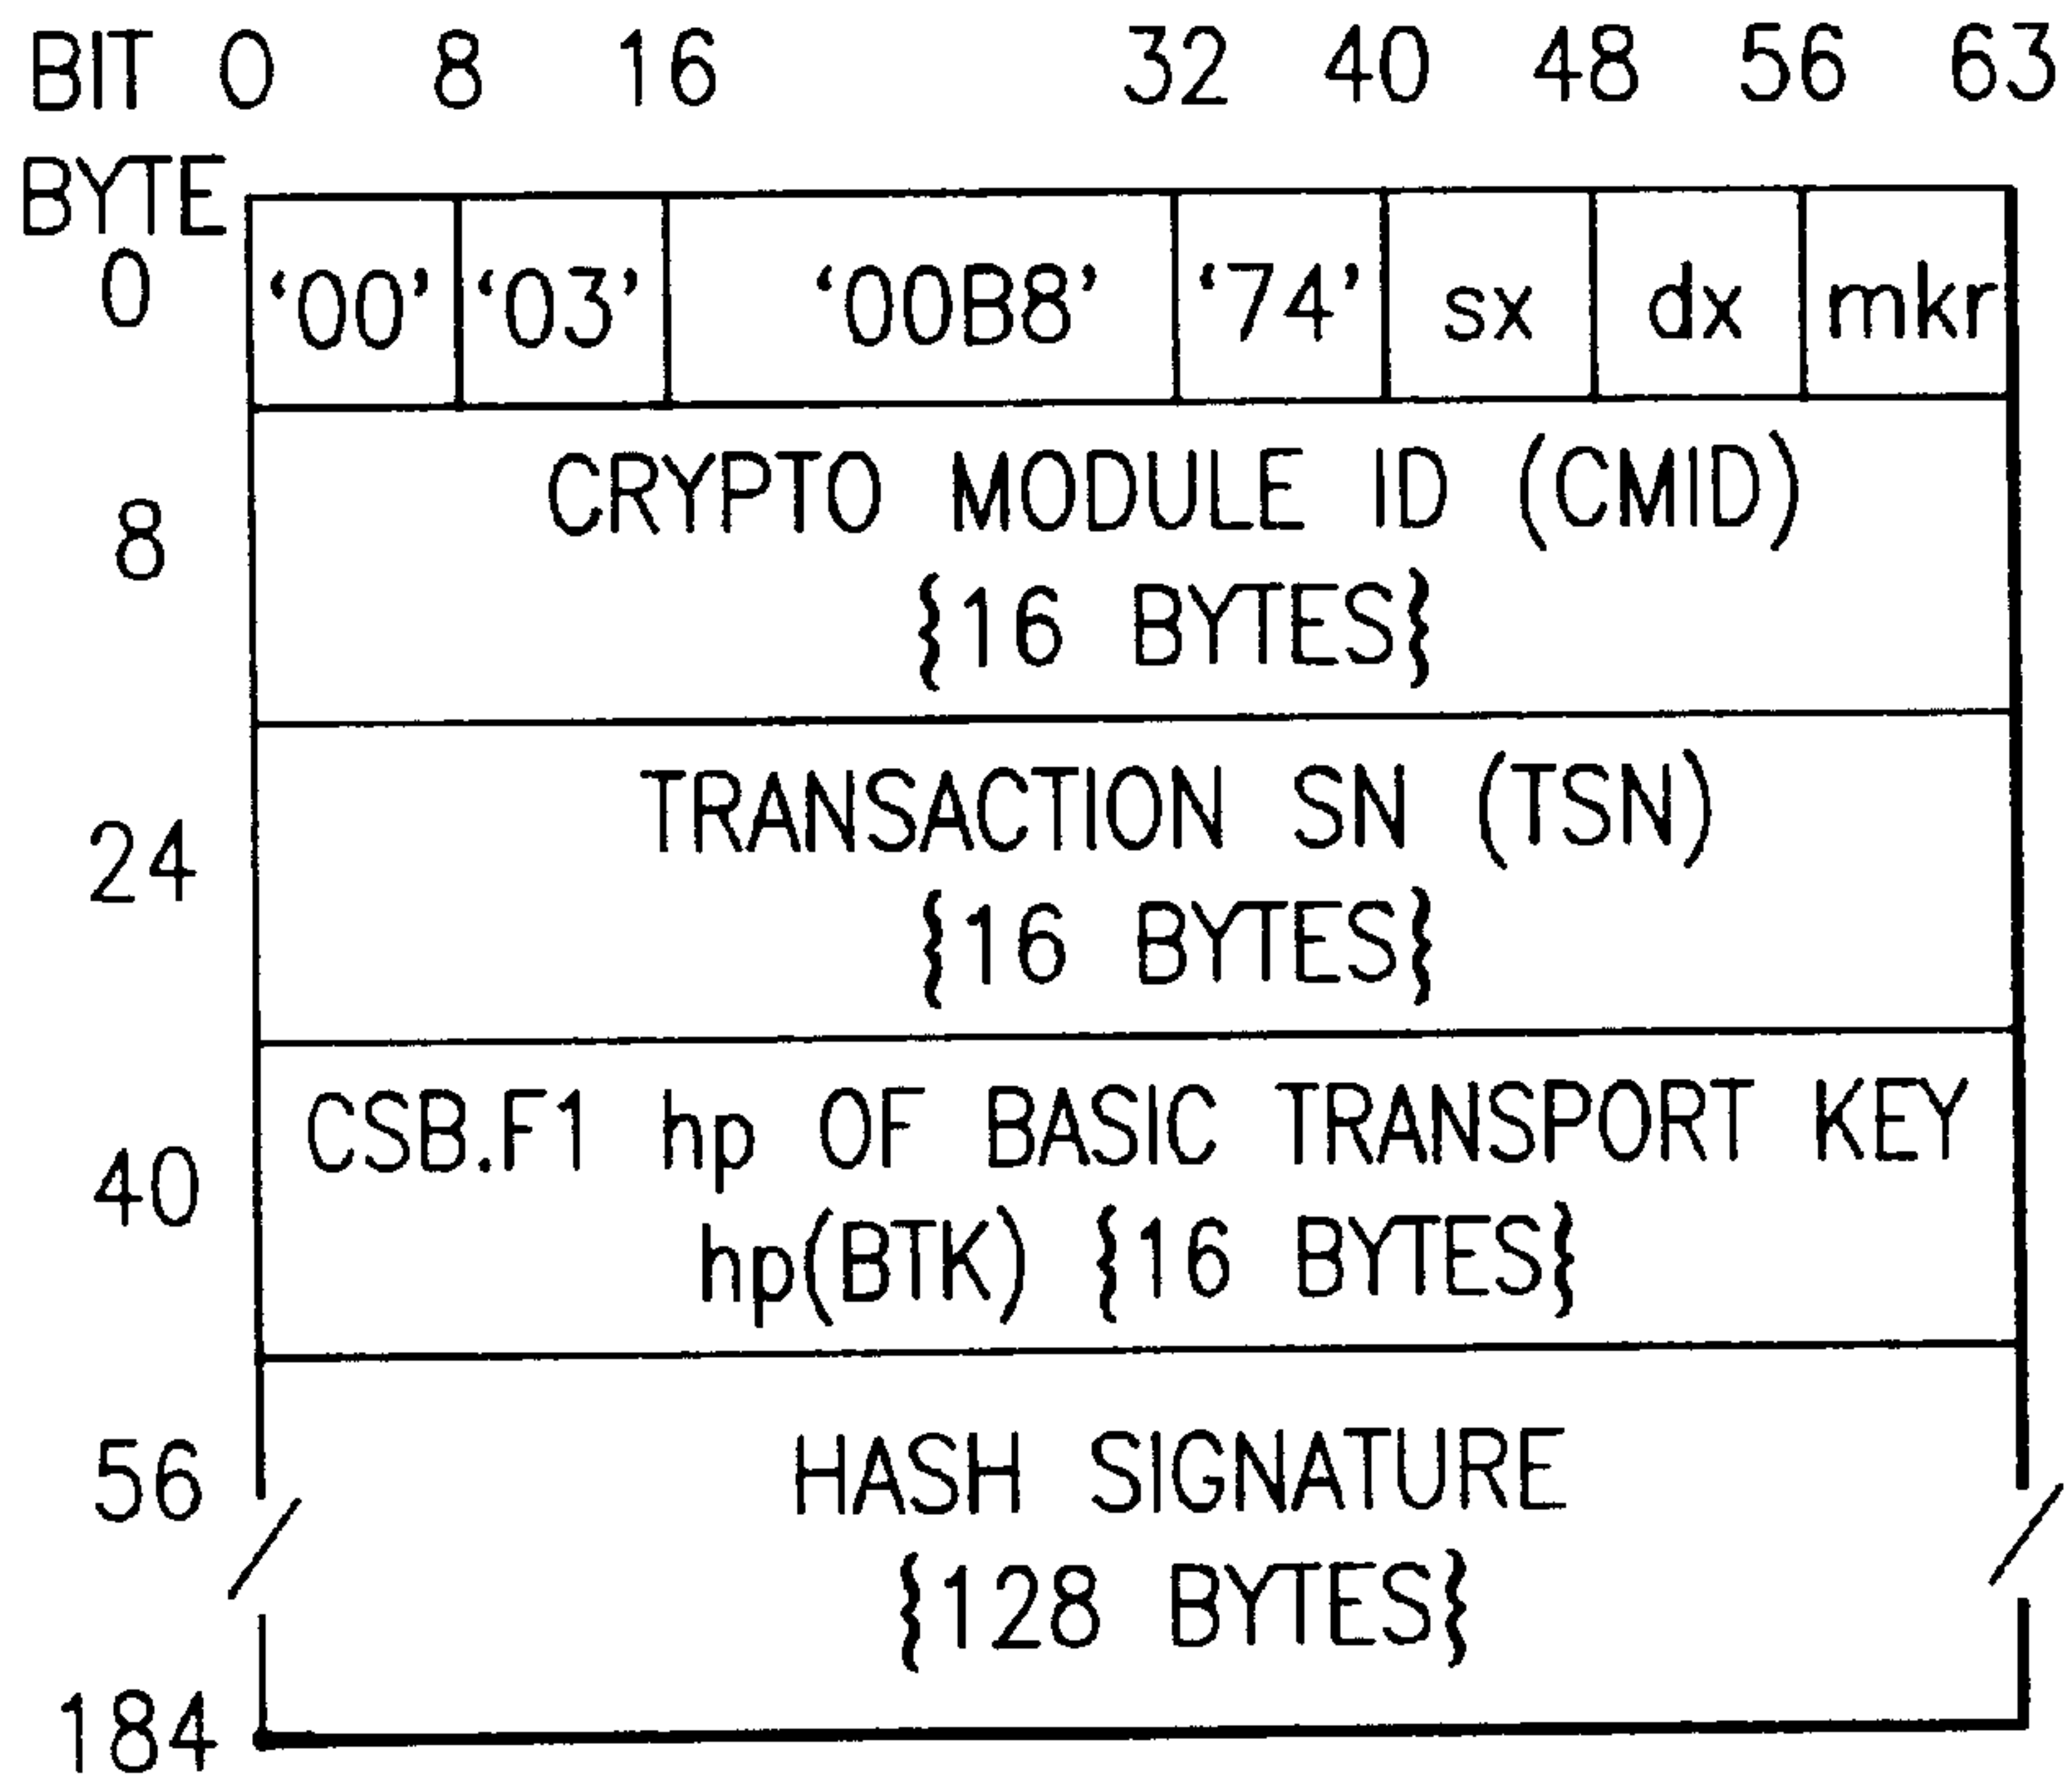 BIT 0 8 16 32 40 48 56 63
BYTE
0 ‘00’ ‘03’ ‘00B8’ ‘74’ sx dx mkr
CRYPTO MODULE ID (CMID)
8
{16 BYTES}
TRANSACTION SN (TSN)
24
{16 BYTES}
CSB.F1 hp OF BASIC TRANSPORT KEY
40
hp(BTK) {16 BYTES}
56 HASH SIGNATURE
{128 BYTES}
184